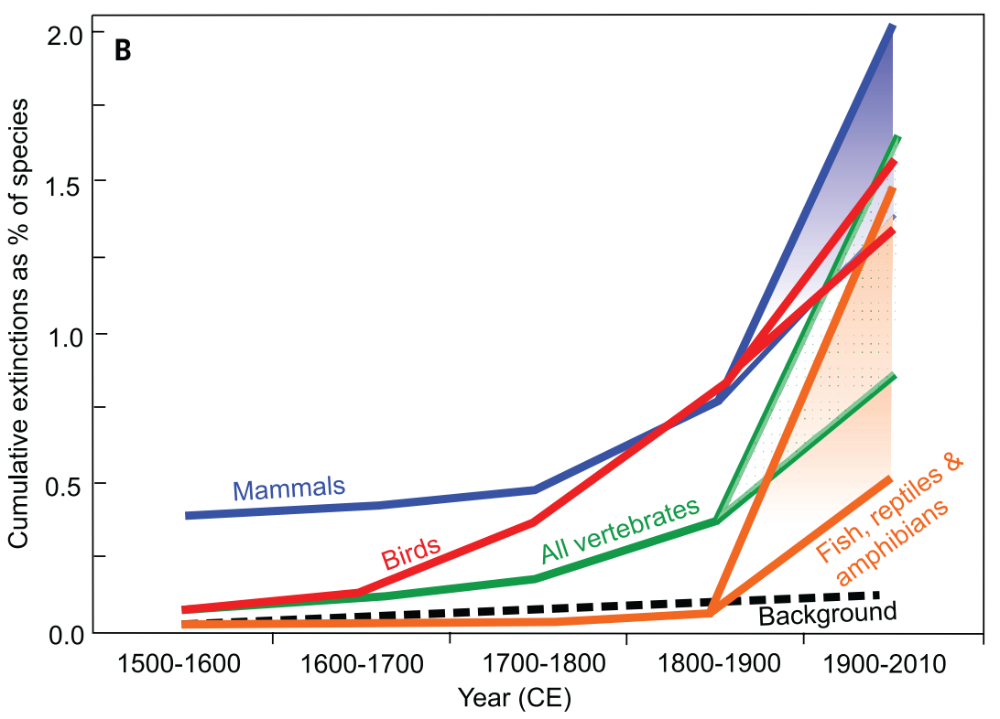 B
Cumulative extinctions as % of species
2.0
1.5
1.0
0.5
0.0
Mammals
Birds
All vertebrates
Fish, reptiles &
amphibians
Background
1500-1600 1600-1700 1700-1800 1800-1900 1900-2010
Year (CE)